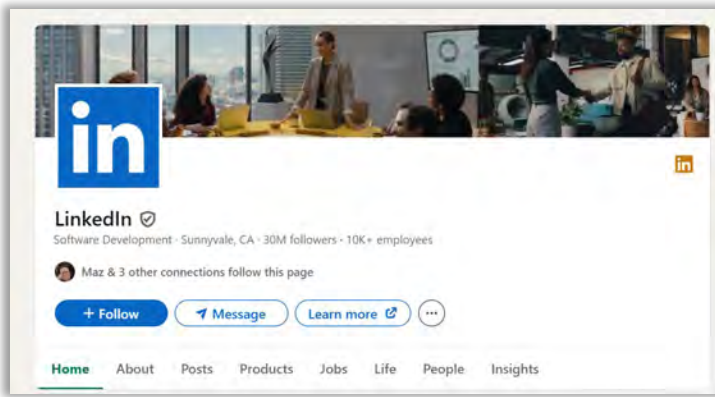 in
in
LinkedIn
Software Development · Sunnyvale, CA · 30M followers · 10K+ employees
Maz & 3 other connections follow this page
+ Follow Message Learn more ...
Home About Posts Products Jobs Life People Insights